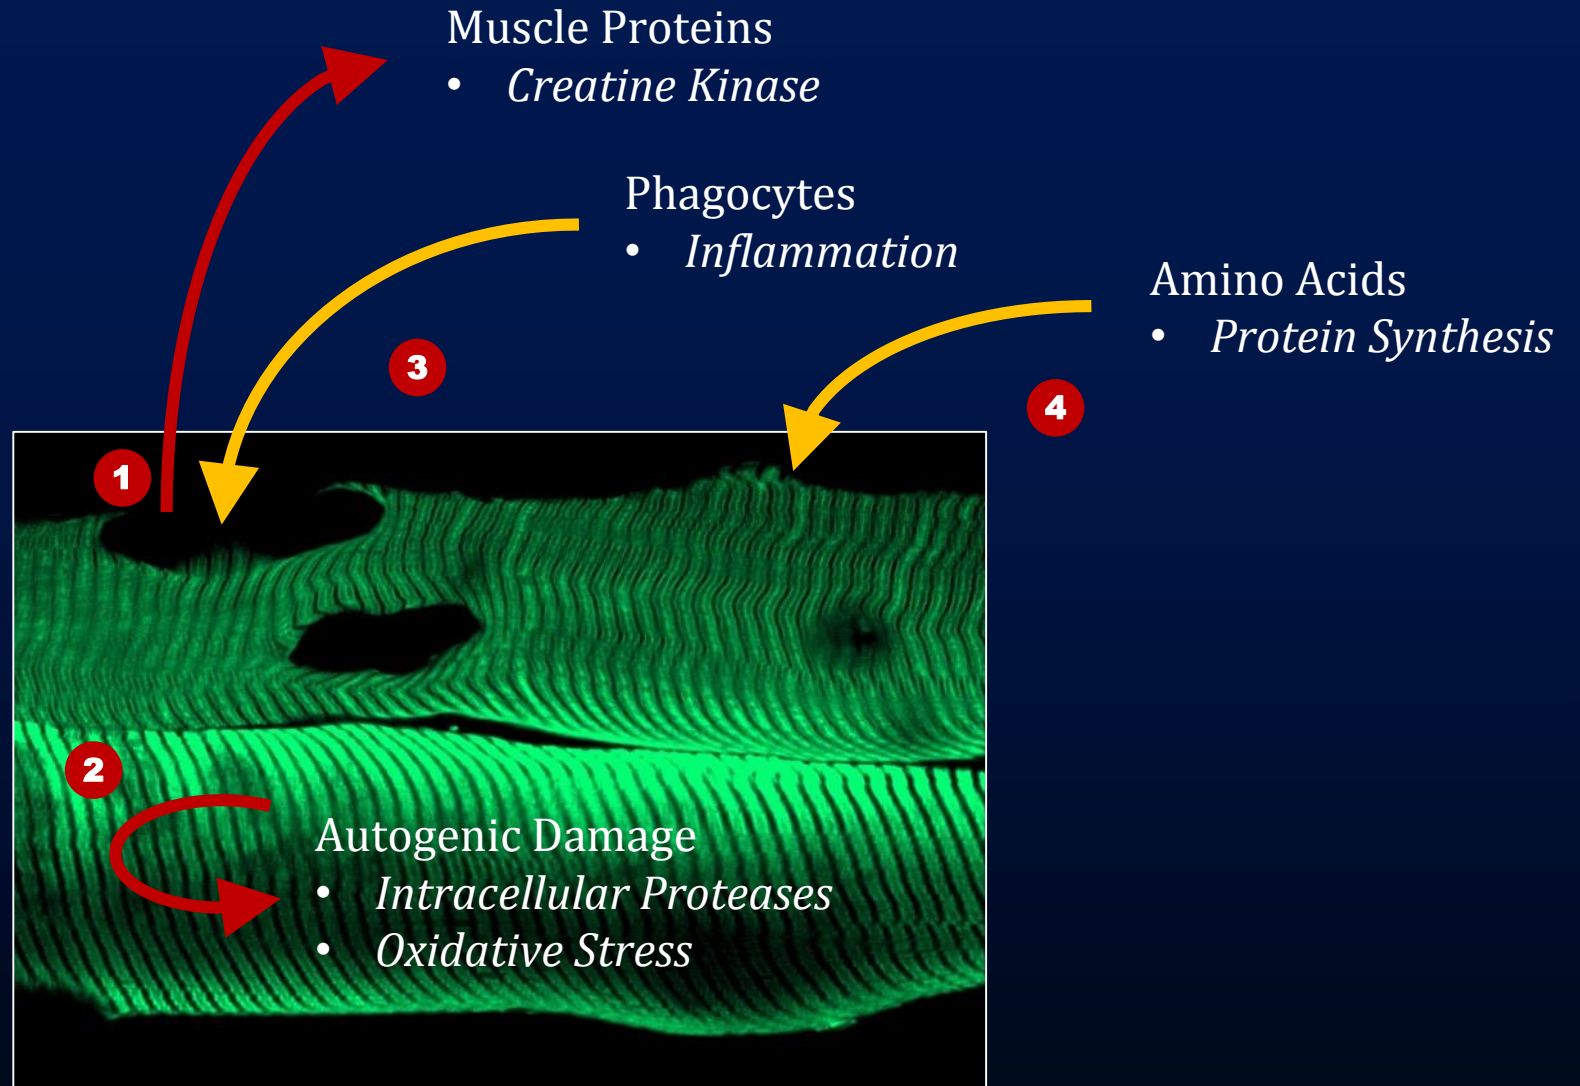 Muscle Proteins
• Creatine Kinase
Phagocytes
• Inflammation
Amino Acids
• Protein Synthesis
3
4
1
2
Autogenic Damage
• Intracellular Proteases
• Oxidative Stress